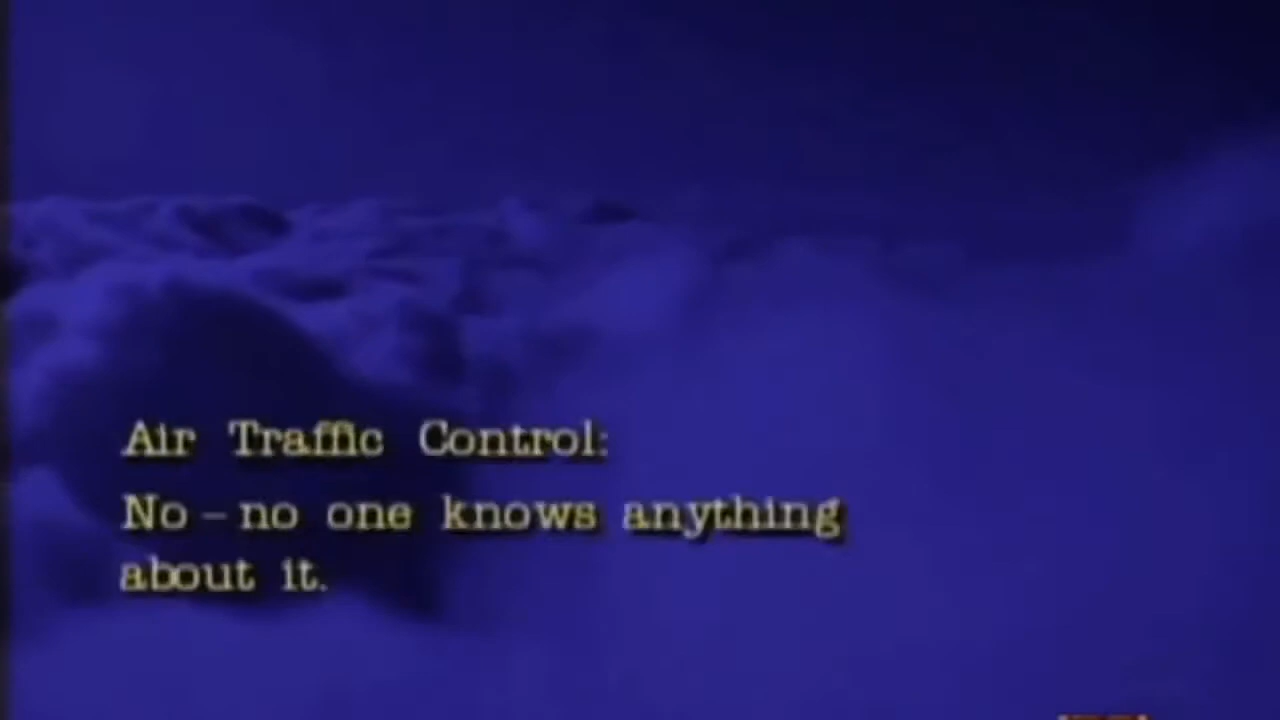 Air Traffic Control:
No – no one knows anything
about it.